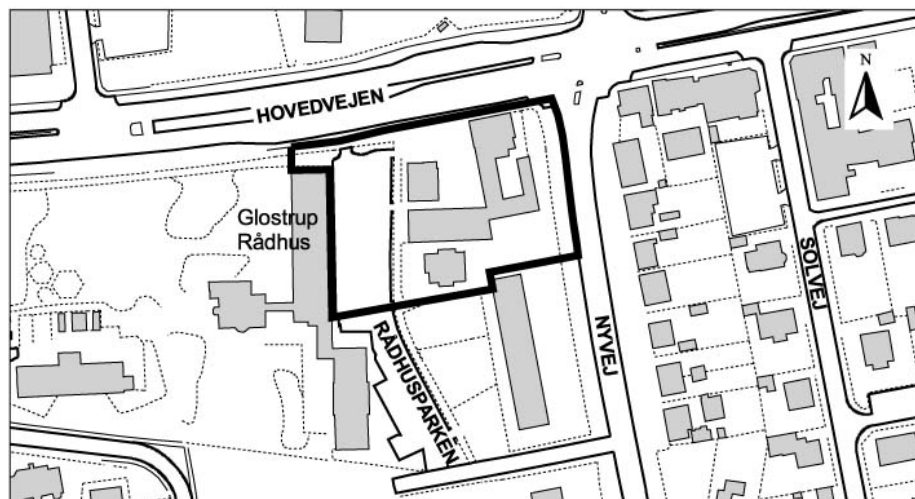 N
HOVEDVEJEN
Glostrup
Rådhus
SOLVEJ
NYVEJ
RÅDHUSPARKEN